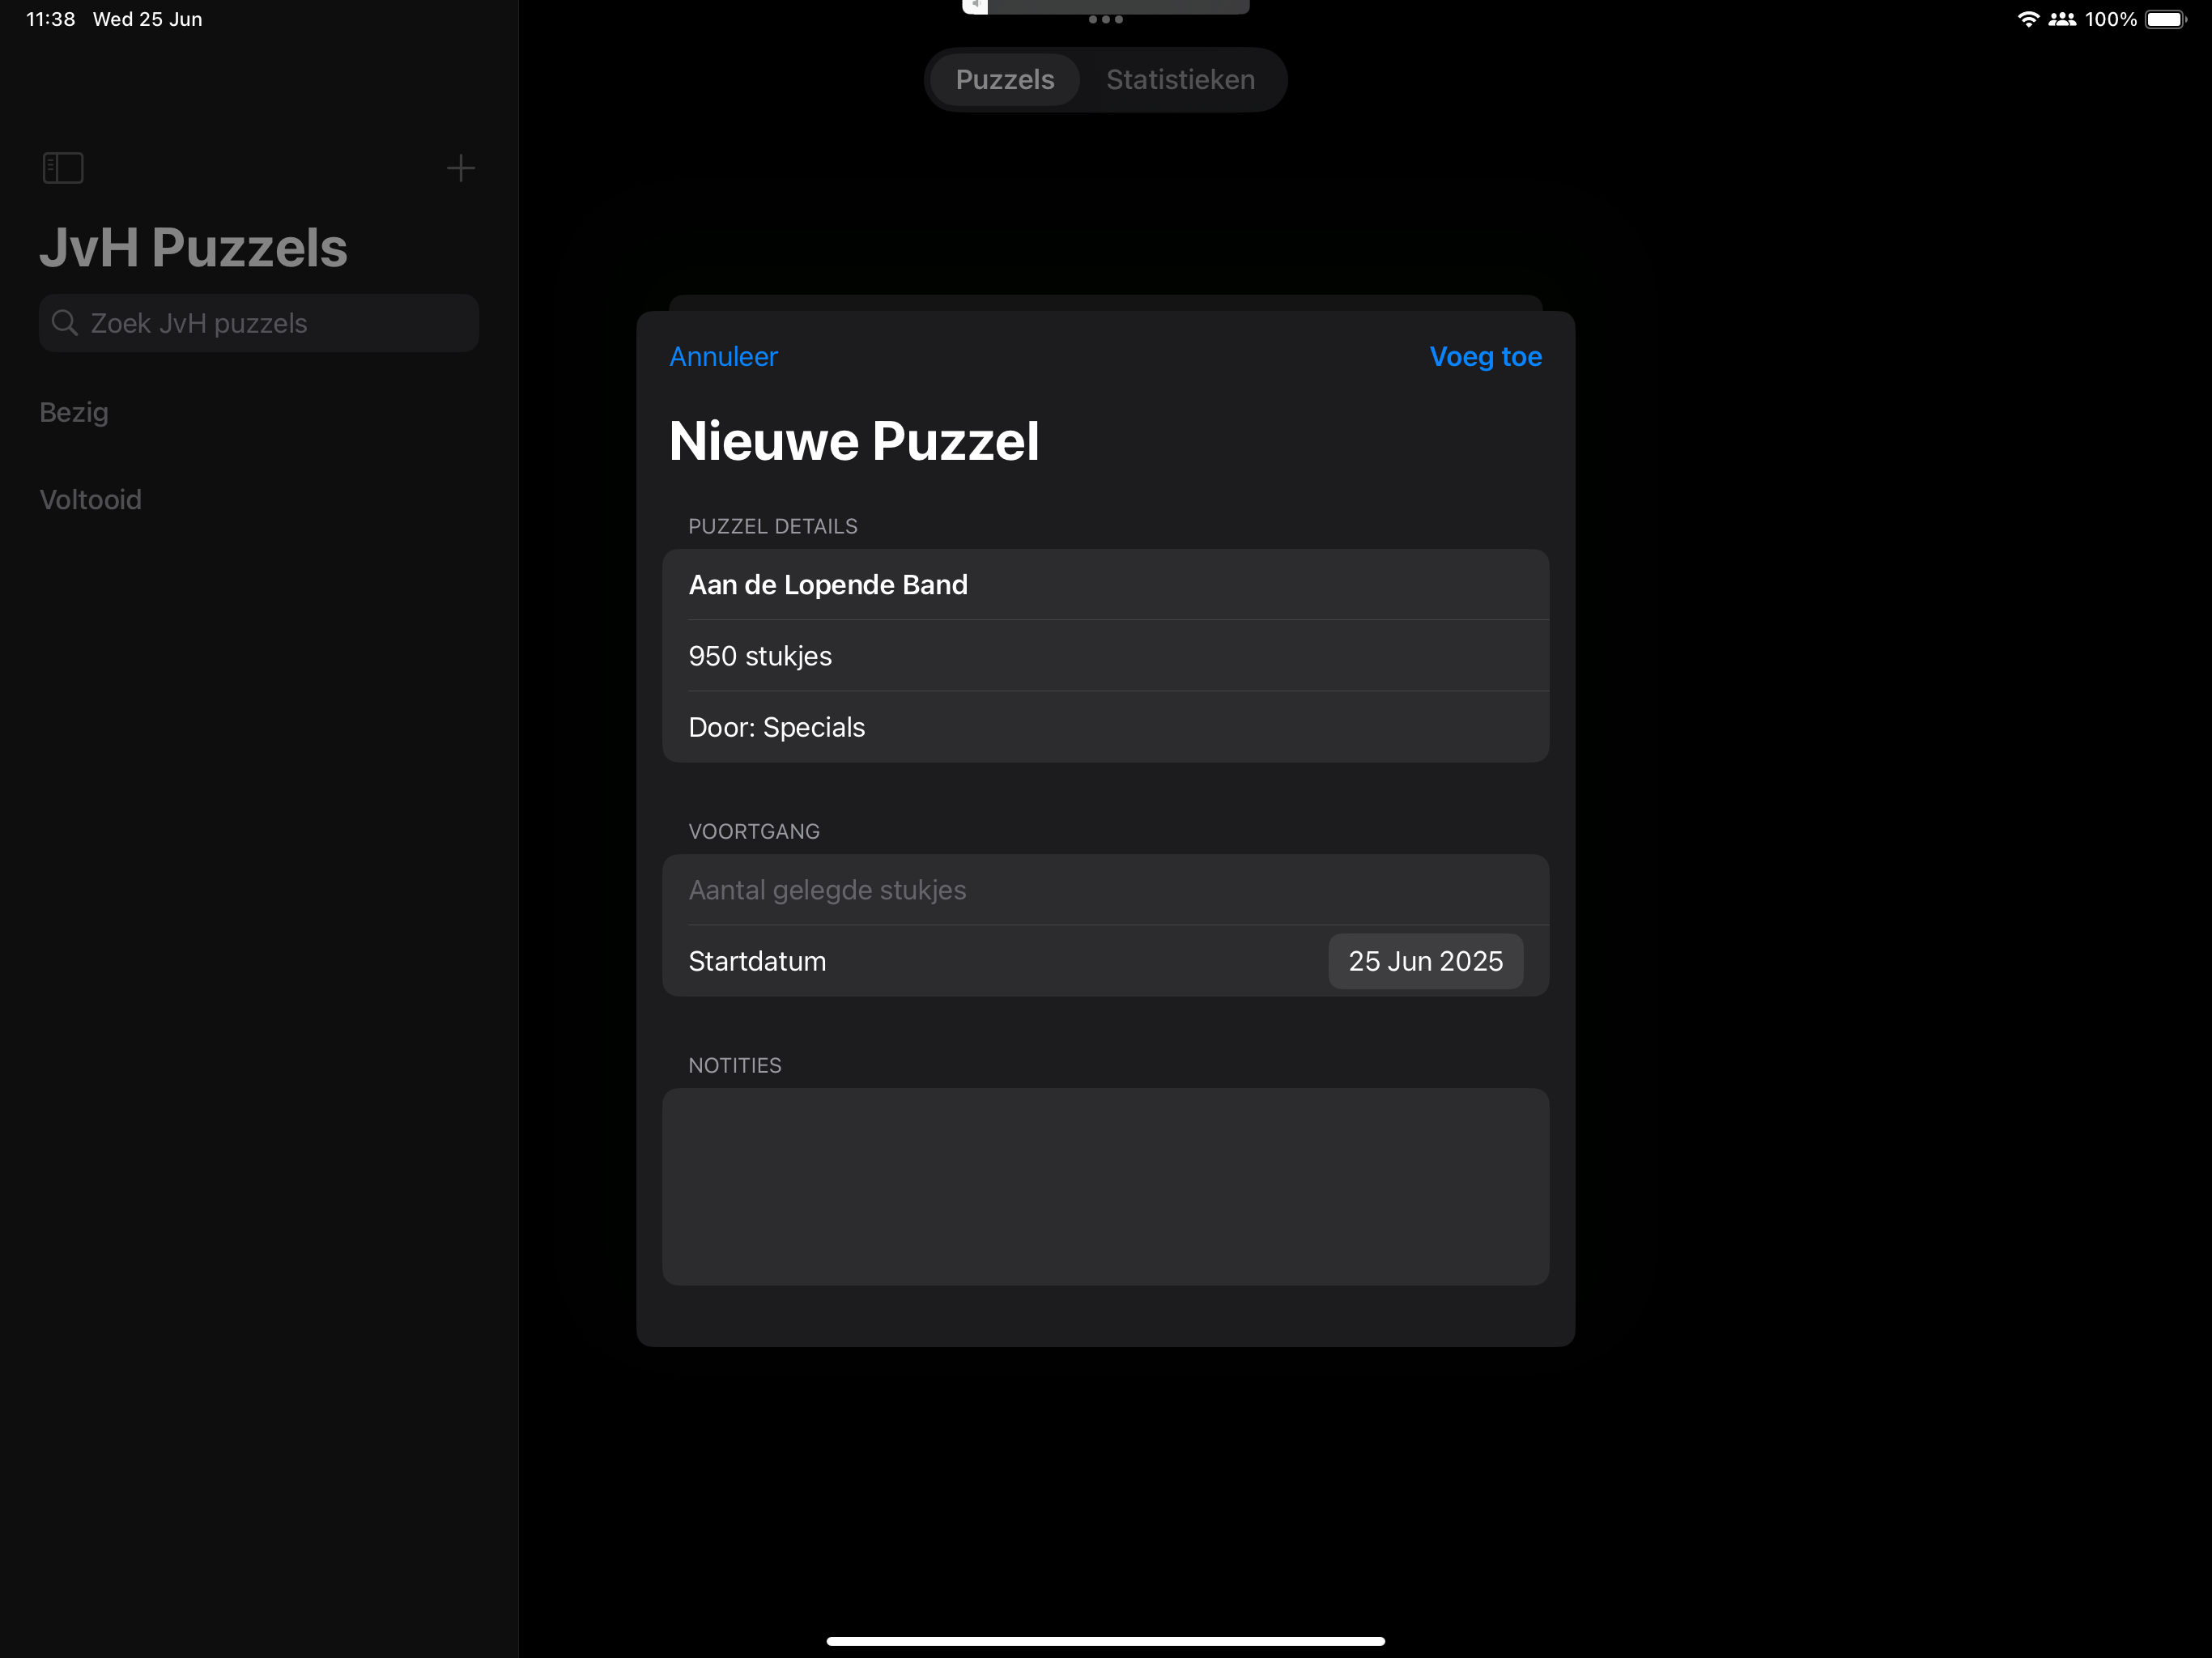 11:38 Wed 25 Jun
100%
Puzzels Statistieken
JvH Puzzels
Zoek JvH puzzels
Bezig
Voltooid
Annuleer Voeg toe
Nieuwe Puzzel
PUZZEL DETAILS
Aan de Lopende Band
950 stukjes
Door: Specials
VOORTGANG
Aantal gelegde stukjes
Startdatum 25 Jun 2025
NOTITIES